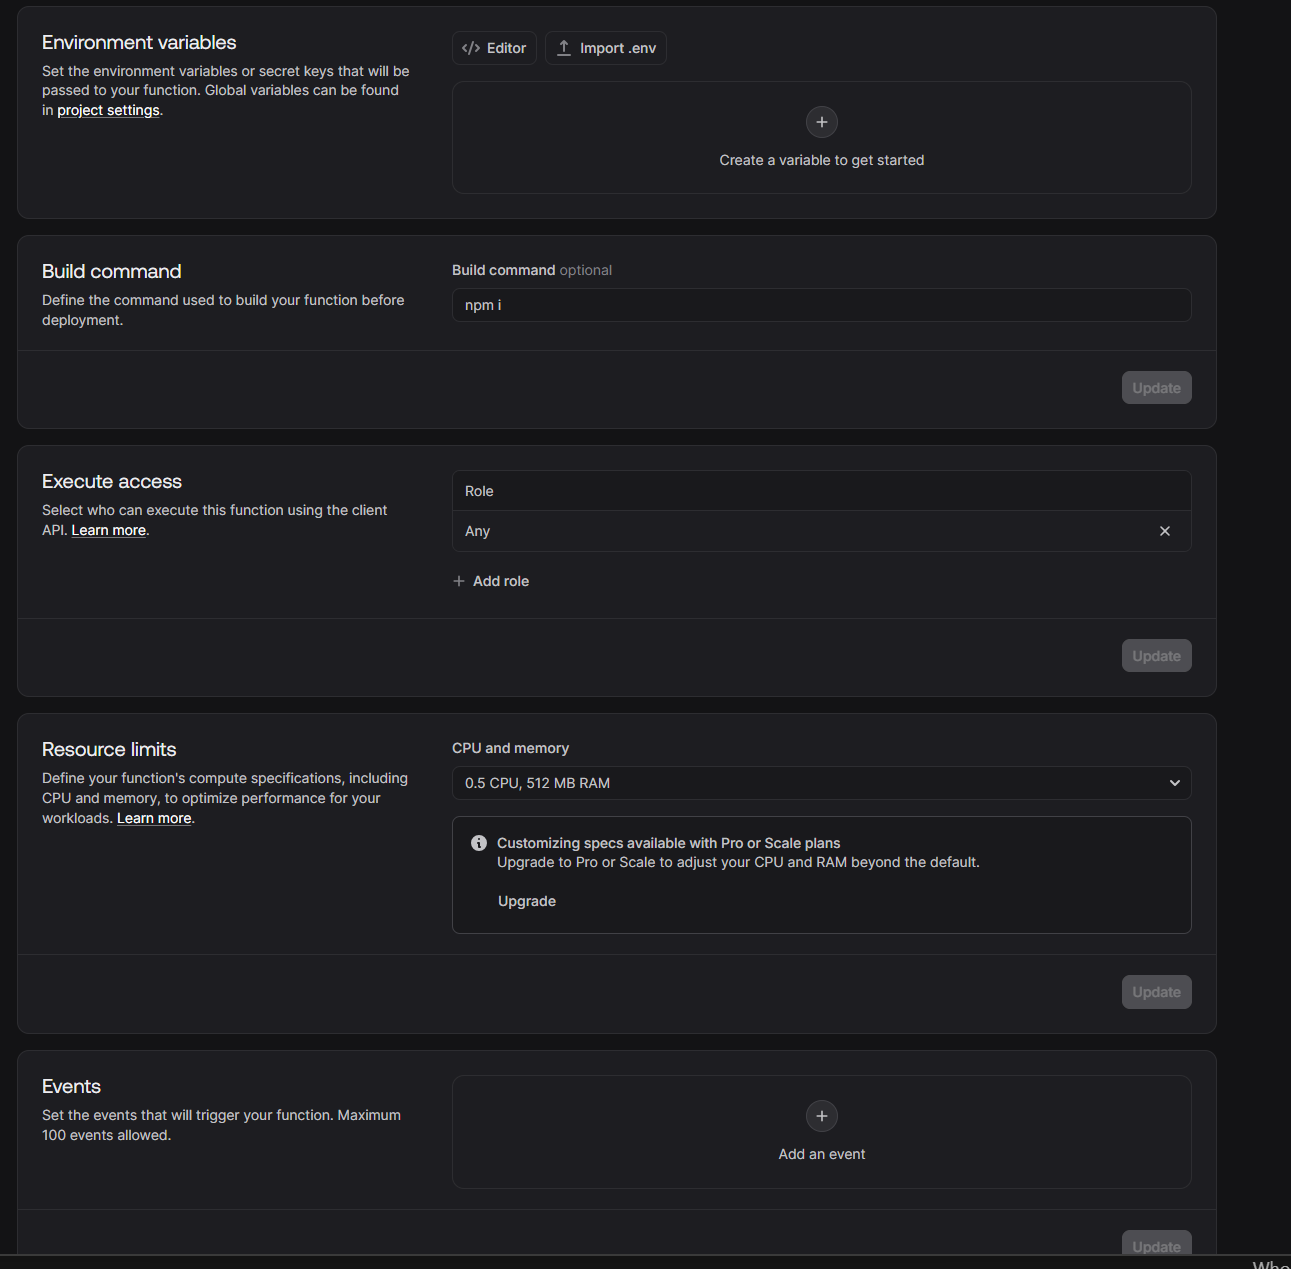 Environment variables
Set the environment variables or secret keys that will be
passed to your function. Global variables can be found
in project settings.
Editor
Import .env
Create a variable to get started
Build command
Define the command used to build your function before
deployment.
Build command optional
npm i
Update
Execute access
Select who can execute this function using the client
API. Learn more.
Role
Any
Add role
Update
Resource limits
Define your function's compute specifications, including
CPU and memory, to optimize performance for your
workloads. Learn more.
CPU and memory
0.5 CPU, 512 MB RAM
Customizing specs available with Pro or Scale plans
Upgrade to Pro or Scale to adjust your CPU and RAM beyond the default.
Upgrade
Update
Events
Set the events that will trigger your function. Maximum
100 events allowed.
Add an event
Update